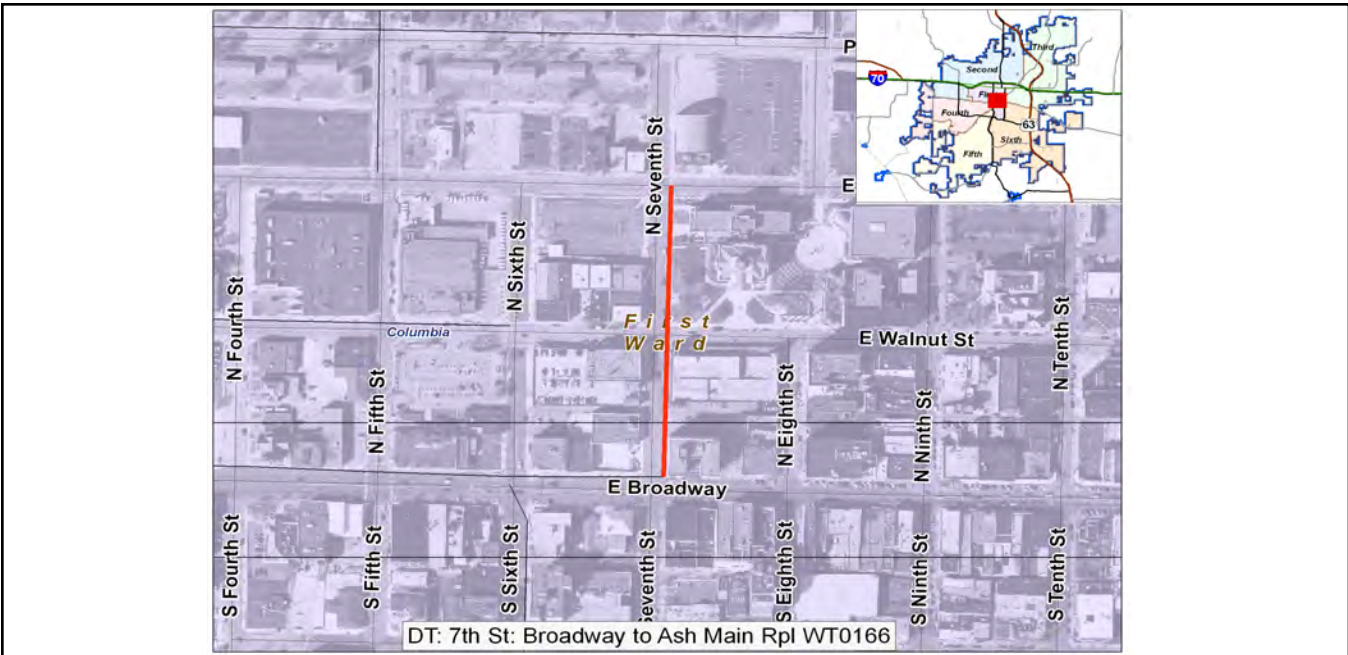 P
Third
Second
70
Fi
Fourth
63
Sixth
Fifth
N Seventh St
E
N Fourth St
N Sixth St
Columbia
First
Ward
E Walnut St
N Tenth St
N Fifth St
N Eighth St
N Ninth St
E Broadway
S Fourth St
S Fifth St
S Sixth St
Seventh St
S Eighth St
S Ninth St
S Tenth St
DT: 7th St: Broadway to Ash Main Rpl WT0166